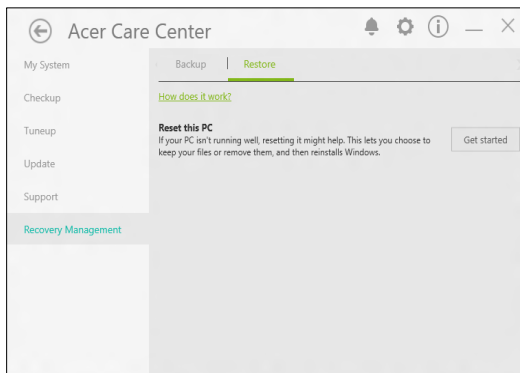 Acer Care Center
My System
Checkup
Tuneup
Update
Support
Recovery Management
Backup
Restore
How does it work?
Reset this PC
If your PC isn't running well, resetting it might help. This lets you choose to
keep your files or remove them, and then reinstalls Windows.
Get started